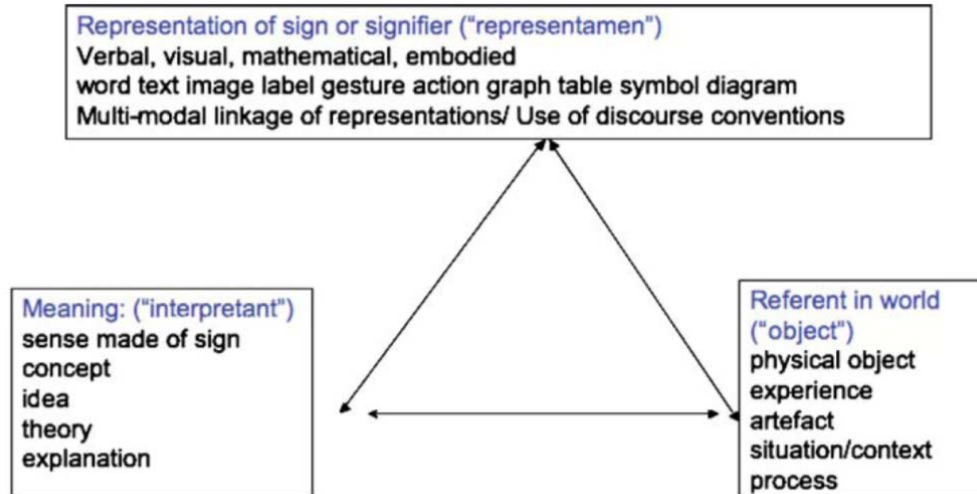 Representation of sign or signifier (“representamen”)
Verbal, visual, mathematical, embodied
word text image label gesture action graph table symbol diagram
Multi-modal linkage of representations/ Use of discourse conventions
Meaning: (“interpretant”)
sense made of sign
concept
idea
theory
explanation
Referent in world
(“object”)
physical object
experience
artefact
situation/context
process